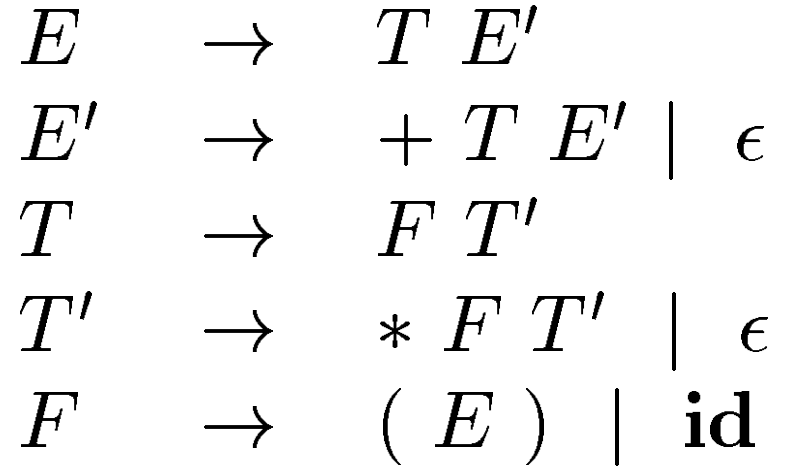 E → T E′
E′ → + T E′ | ϵ
T → F T′
T′ → ∗ F T′ | ϵ
F → ( E ) | id